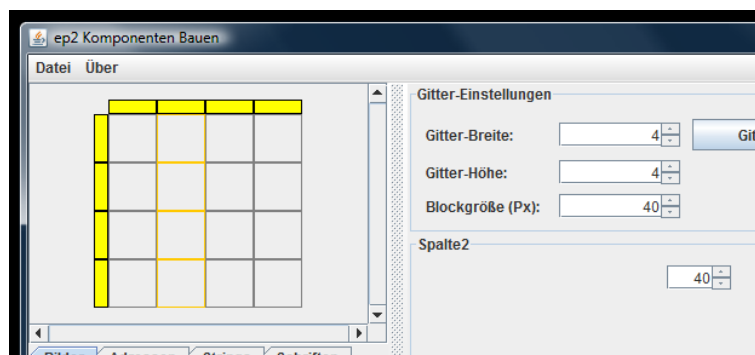 ep2 Komponenten Bauen
Datei Über
Gitter-Einstellungen
Gitter-Breite: 4
Gitter-Höhe: 4
Blockgröße (Px): 40
Spalte2
40